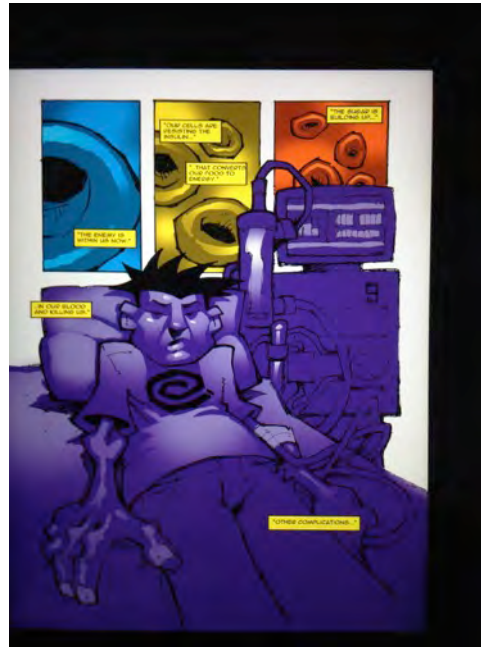 "THE ENEMY IS
WITHIN US NOW."
"OUR CELLS ARE
RESISTING THE
INSULIN..."
"...THAT CONVERTS
OUR FOOD TO
ENERGY."
"THE SUGAR IS
BUILDING UP..."
...IN OUR BLOOD
AND KILLING US."
"OTHER COMPLICATIONS..."